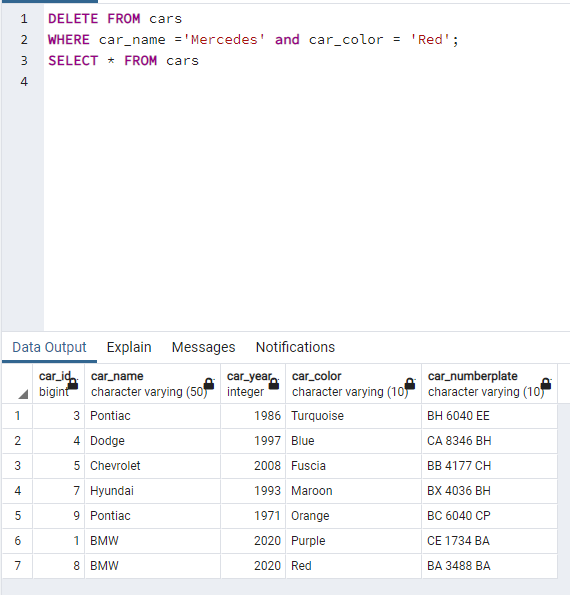 1 DELETE FROM cars
2 WHERE car_name ='Mercedes' and car_color = 'Red';
3 SELECT * FROM cars
4
Data Output Explain Messages Notifications
car_id car_name car_year car_color car_numberplate
bigint character varying (50) integer character varying (10) character varying (10)
1 3 Pontiac 1986 Turquoise BH 6040 EE
2 4 Dodge 1997 Blue CA 8346 BH
3 5 Chevrolet 2008 Fuscia BB 4177 CH
4 7 Hyundai 1993 Maroon BX 4036 BH
5 9 Pontiac 1971 Orange BC 6040 CP
6 1 BMW 2020 Purple CE 1734 BA
7 8 BMW 2020 Red BA 3488 BA